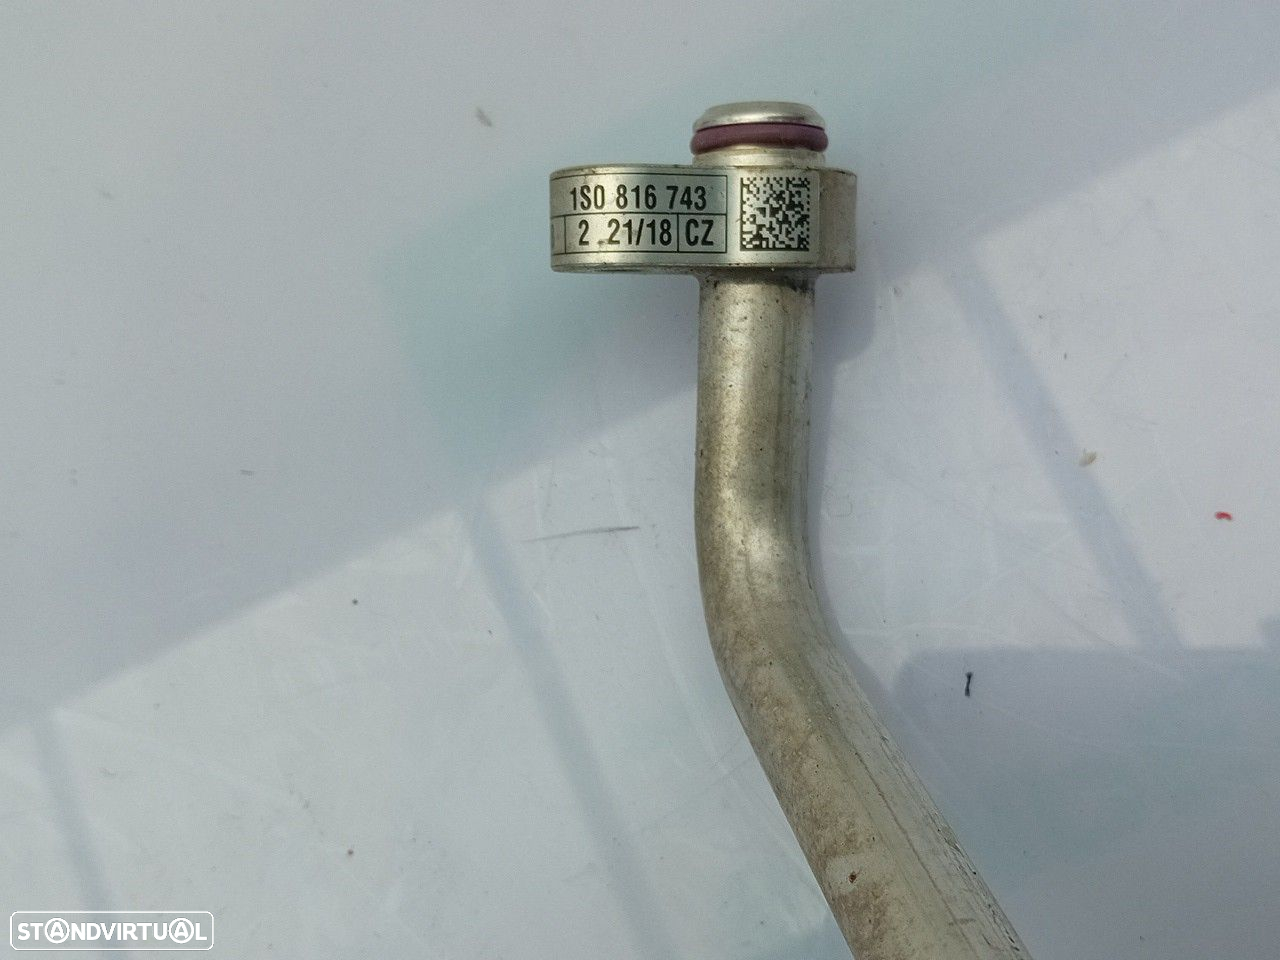 1S0 816 743
2 21/18 CZ
STANDVIRTUAL